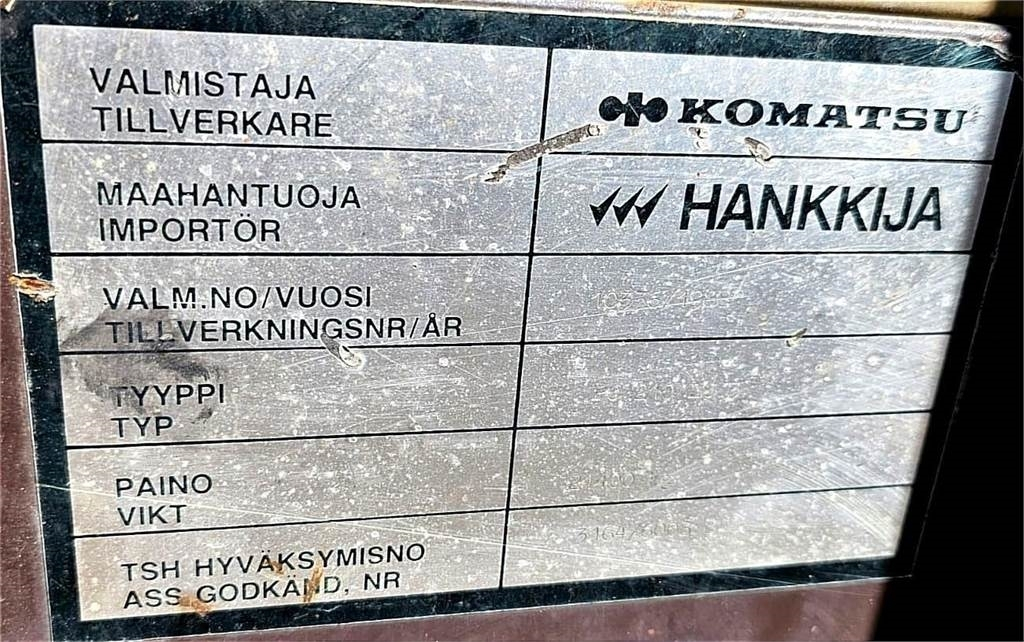 VALMISTAJA
TILLVERKARE
KOMATSU
MAAHANTUOJA
IMPORTÖR
HANKKIJA
VALM.NO/VUOSI
TILLVERKNINGSNR/ÅR
TYYPPI
TYP
PAINO
VIKT
TSH HYVÄKSYMISNO
ASS GODKÄND. NR